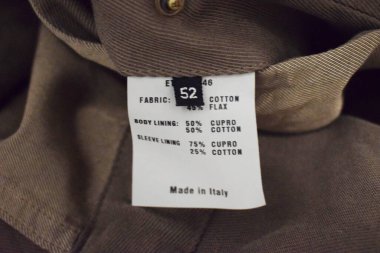 52
FABRIC: COTTON
45% FLAX
BODY LINING: 50% CUPRO
50% COTTON
SLEEVE LINING: 75% CUPRO
25% COTTON
Made in Italy